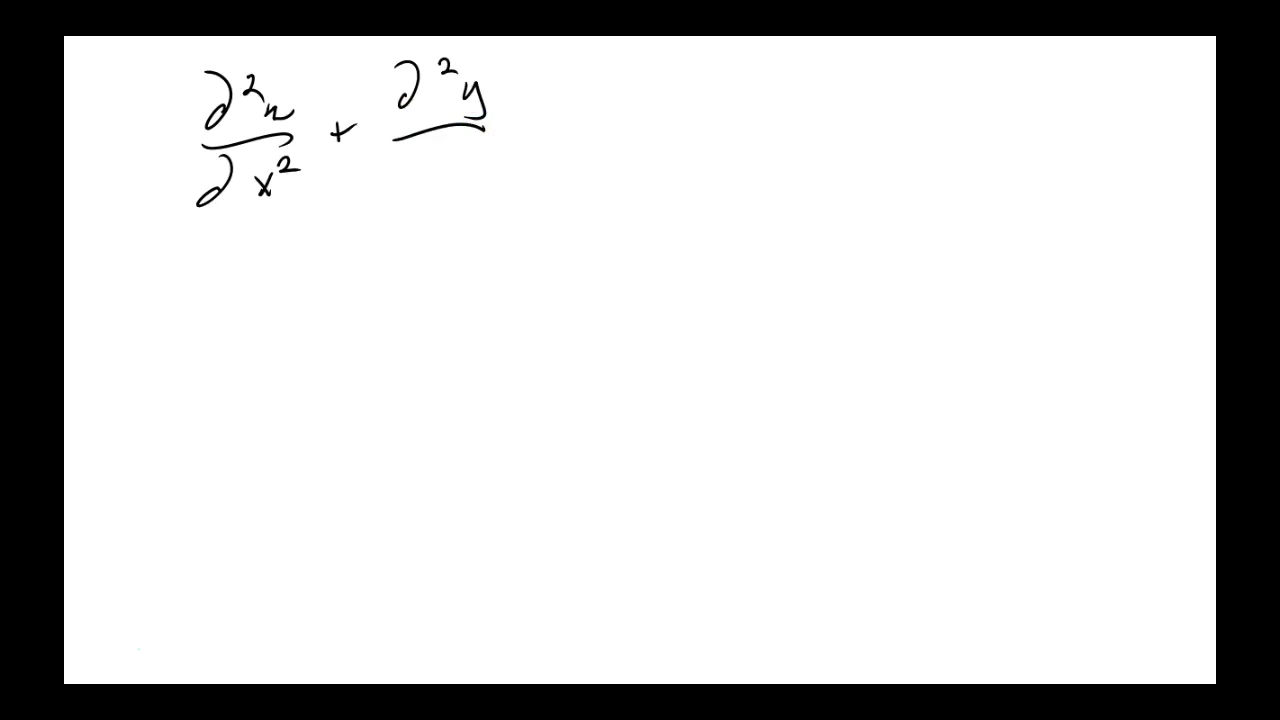 ∂²u/∂x² + ∂²y/